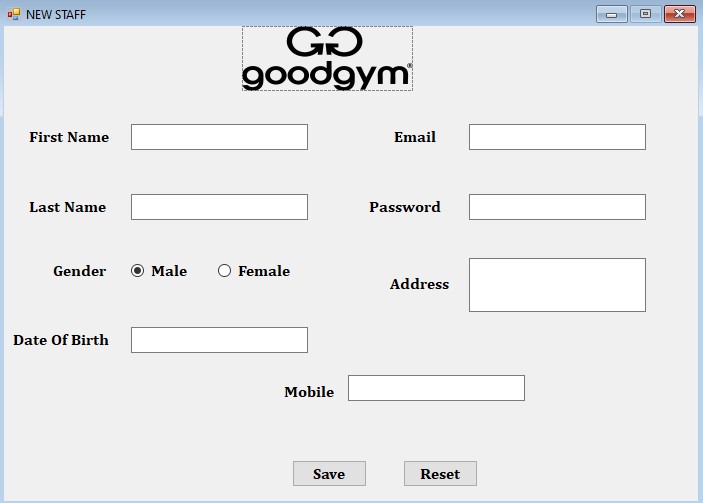 NEW STAFF
goodgym®
First Name
Email
Last Name
Password
Gender
Male
Female
Address
Date Of Birth
Mobile
Save
Reset